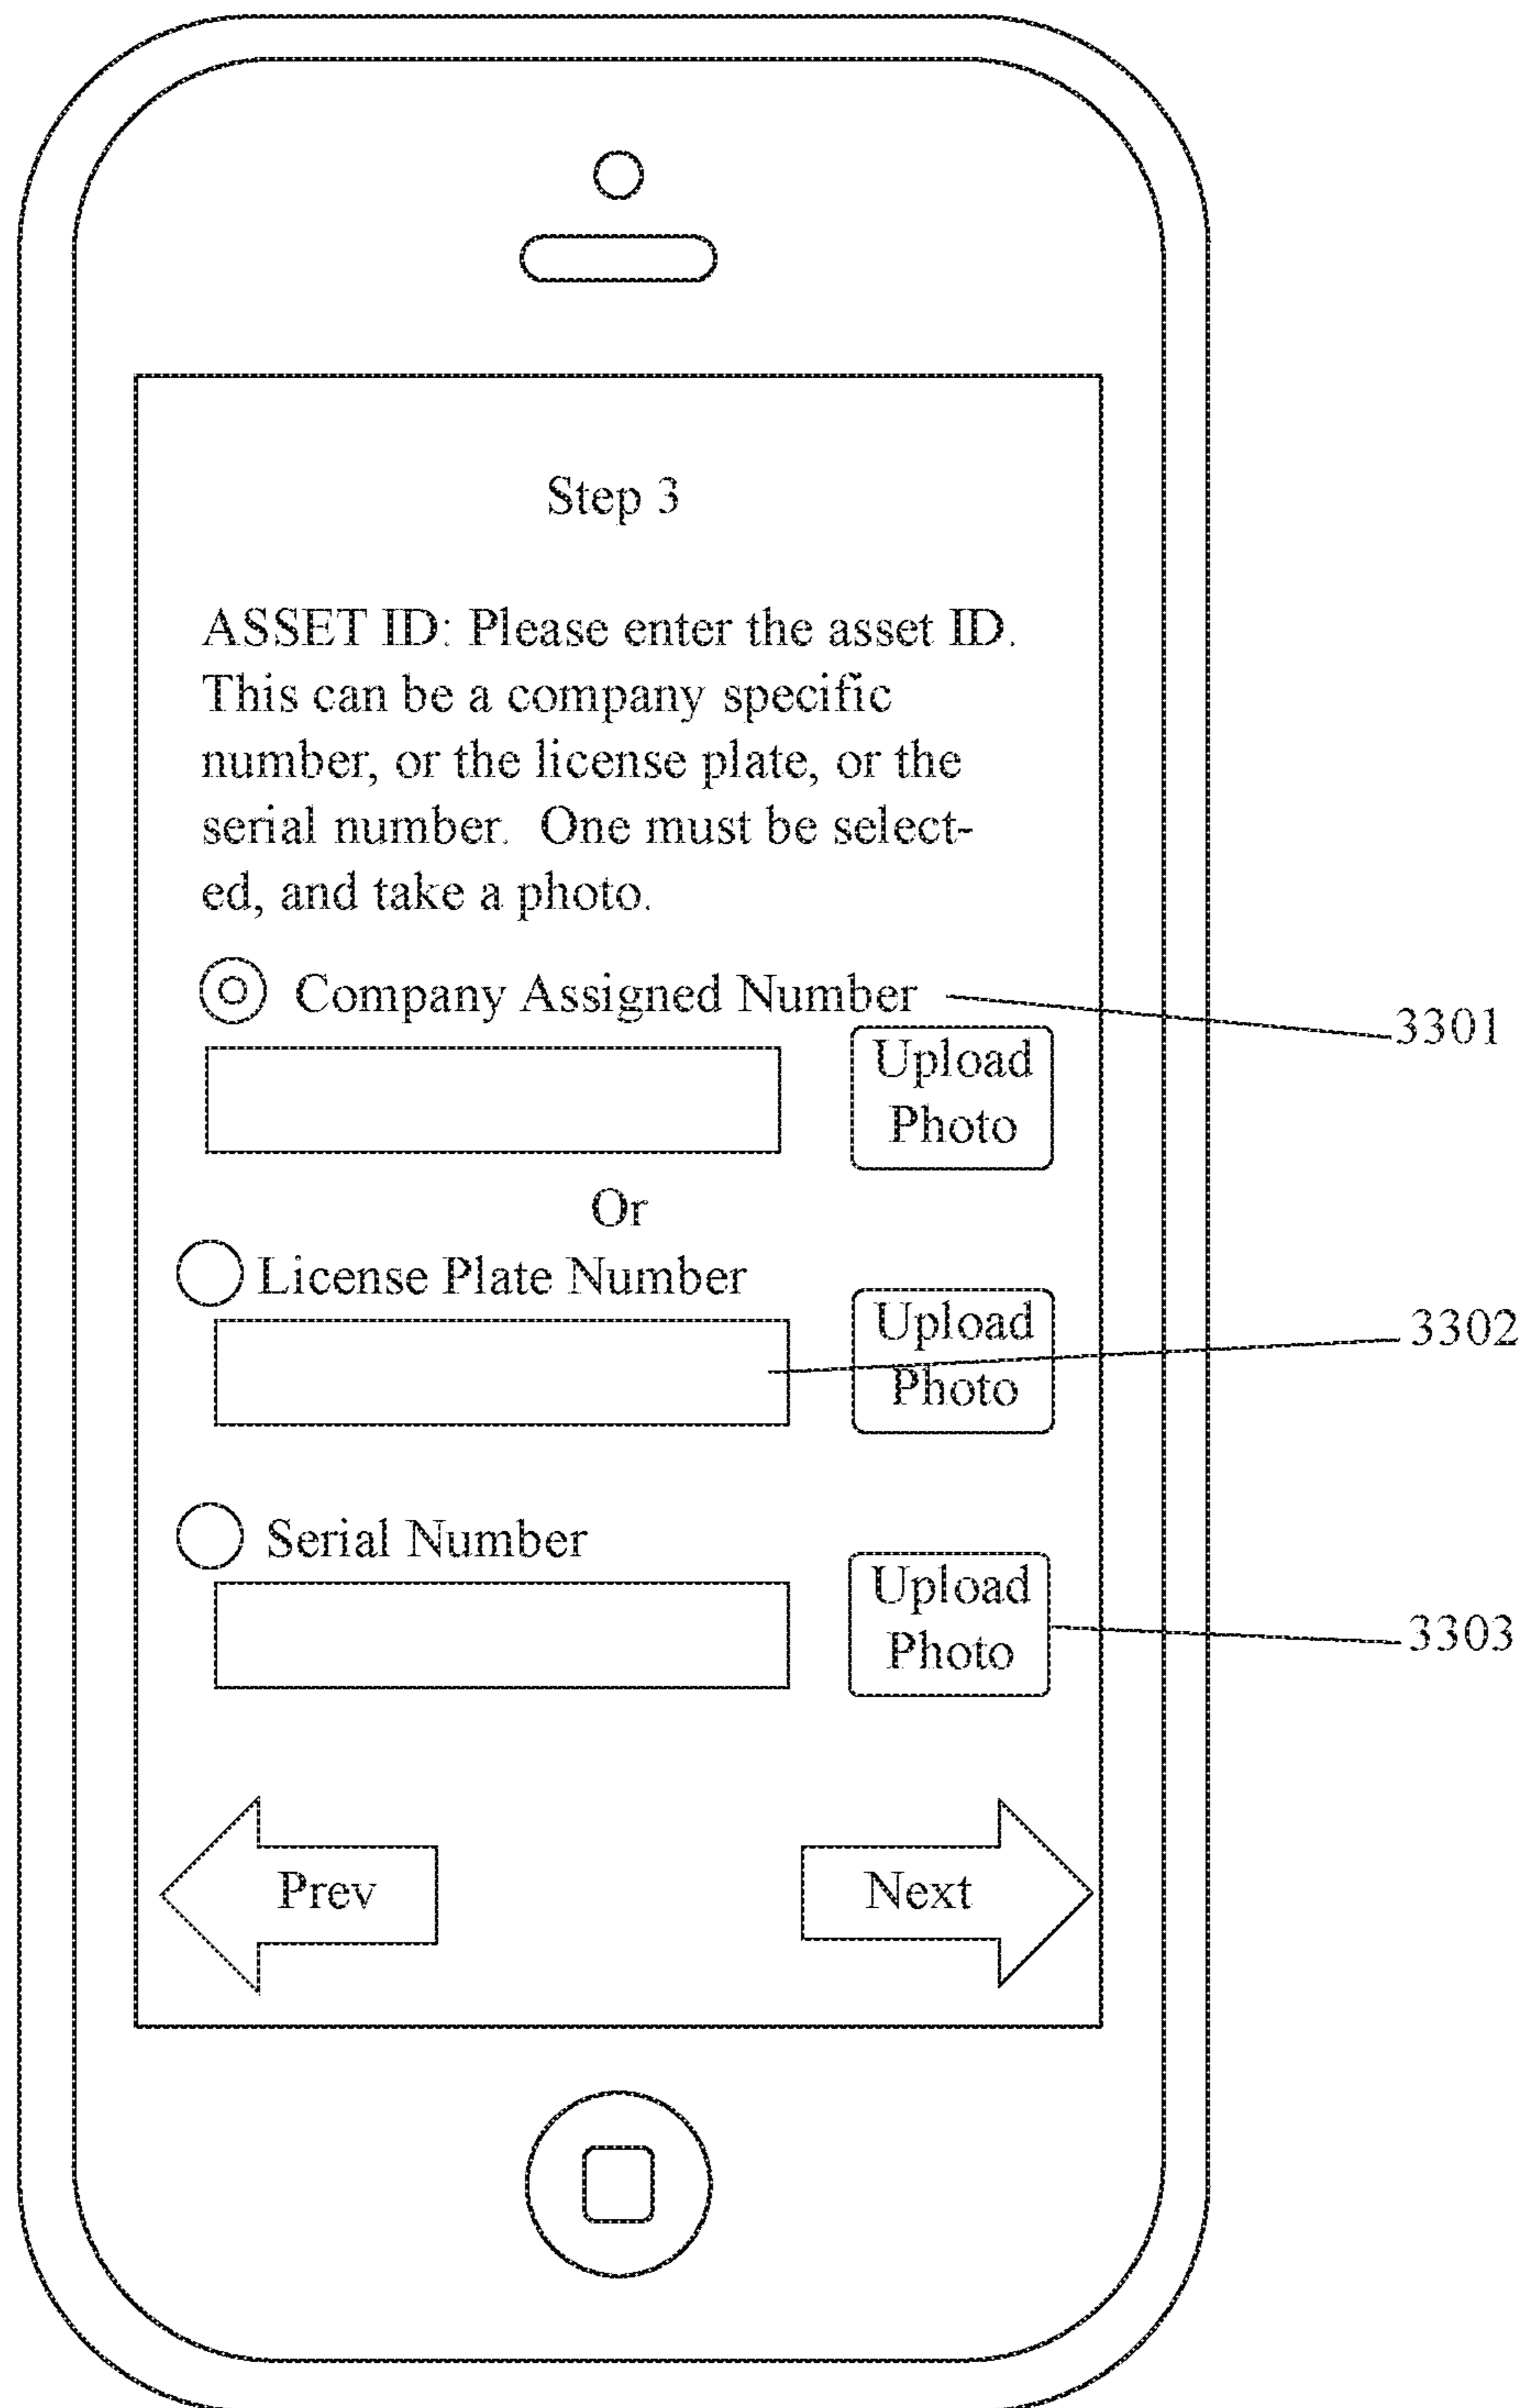 Step 3
ASSET ID: Please enter the asset ID.
This can be a company specific
number, or the license plate, or the
serial number.  One must be select-
ed, and take a photo.
Company Assigned Number
3301
Upload
Photo
Or
License Plate Number
Upload
Photo
3302
Serial Number
Upload
Photo
3303
Prev
Next